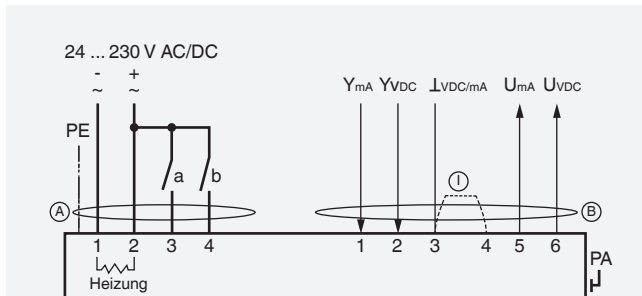 24 ... 230 V AC/DC
- +
~ ~
YmA YVDC ⊥VDC/mA UmA UVDC
PE
a b
I
A B
1 2 3 4 1 2 3 4 5 6
PA
Heizung